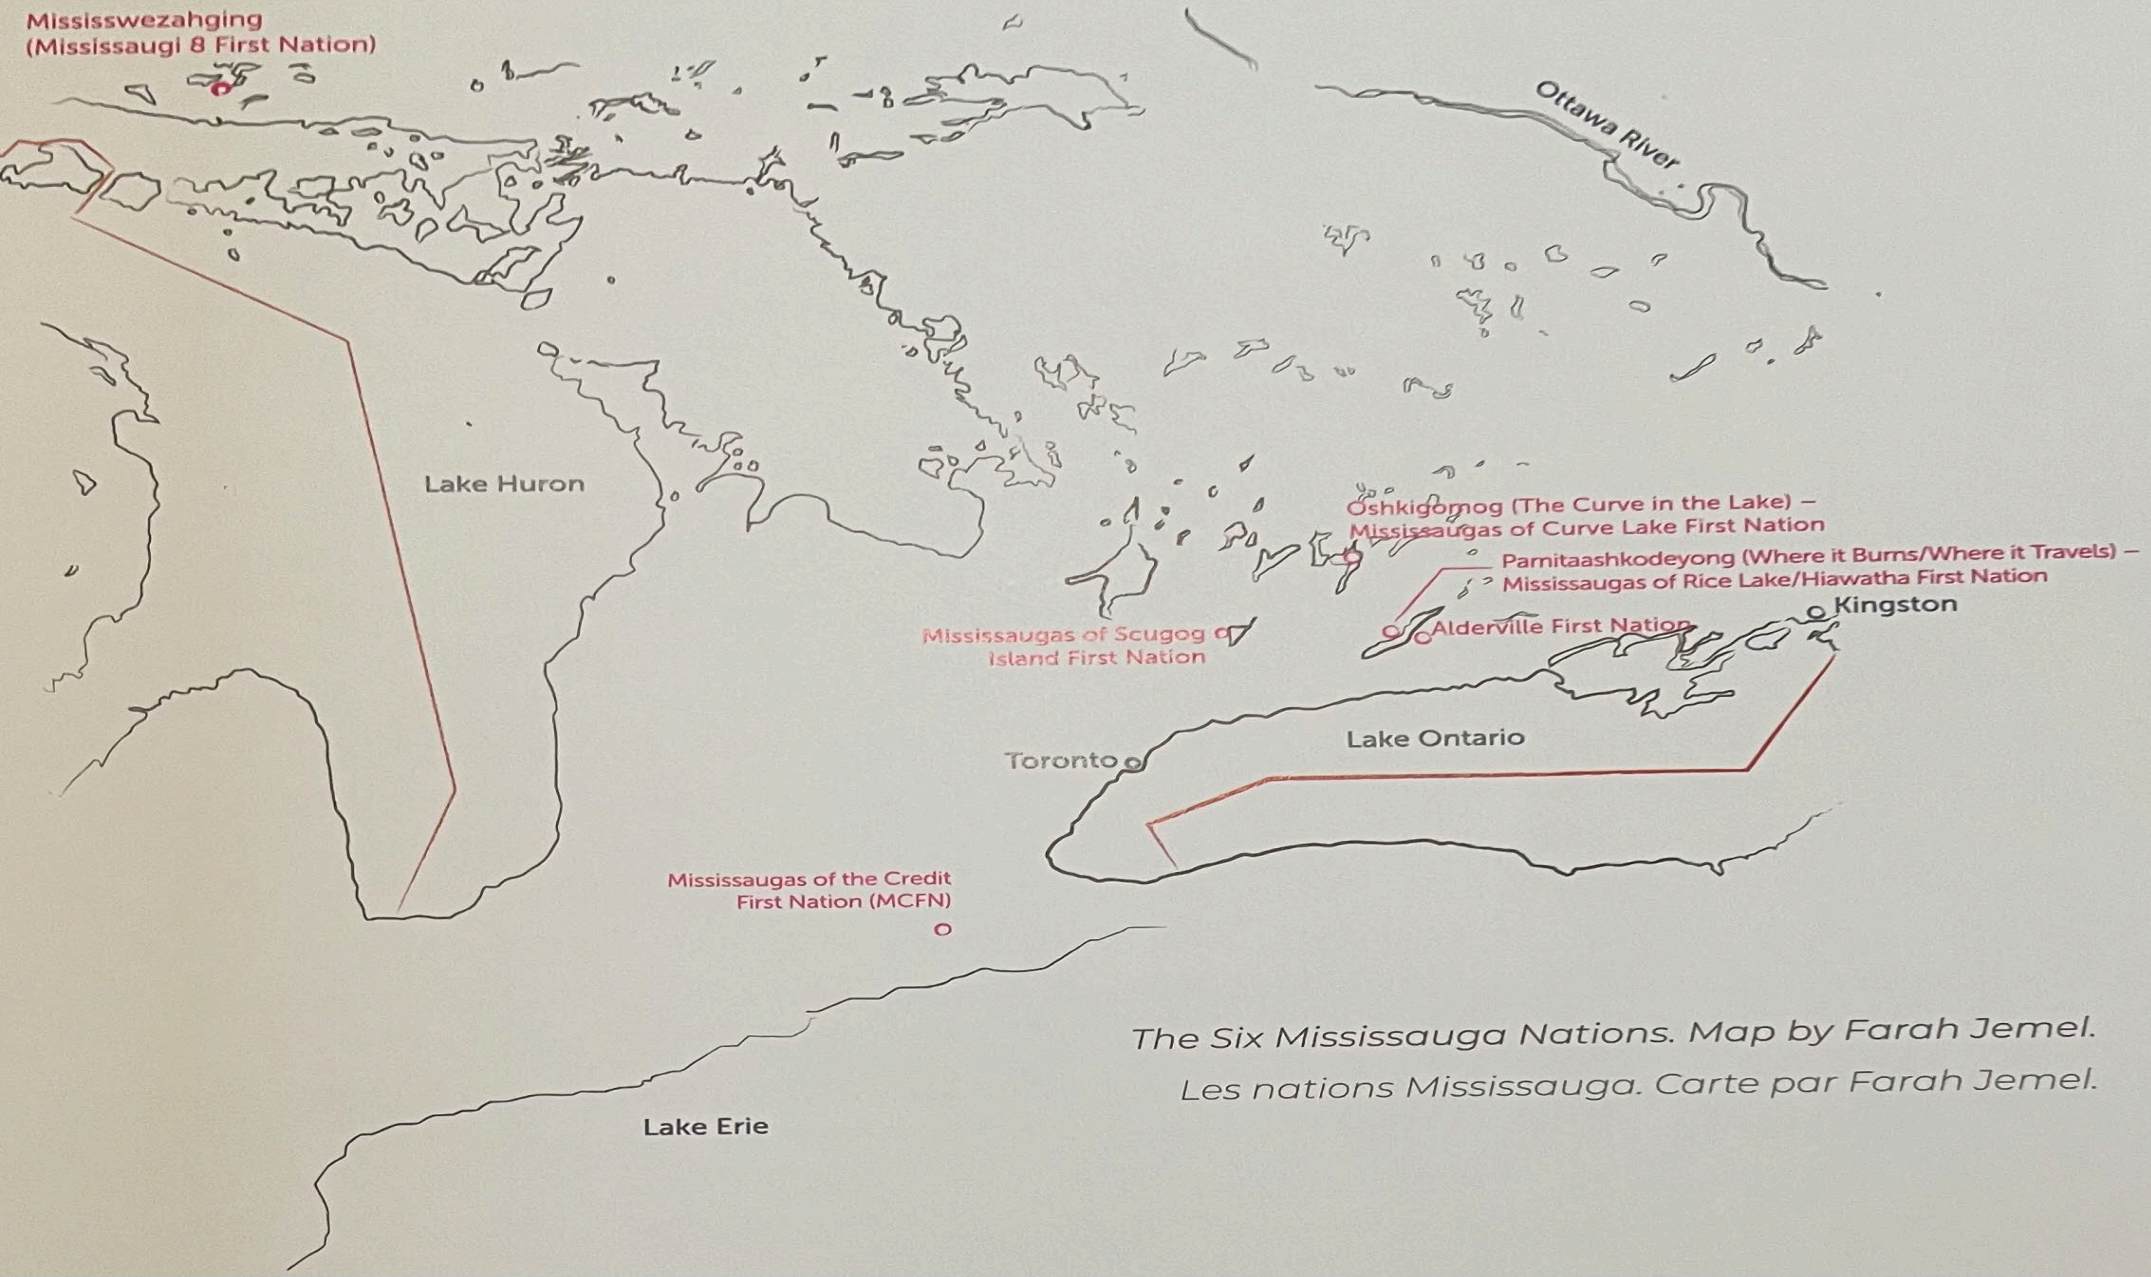 Mississwezahging
(Mississaugi 8 First Nation)
Ottawa River
Lake Huron
Oshkigomog (The Curve in the Lake) –
Mississaugas of Curve Lake First Nation
Pamitaashkodeyong (Where it Burns/Where it Travels) –
Mississaugas of Rice Lake/Hiawatha First Nation
Kingston
Alderville First Nation
Mississaugas of Scugog
Island First Nation
Lake Ontario
Toronto
Mississaugas of the Credit
First Nation (MCFN)
The Six Mississauga Nations. Map by Farah Jemel.
Les nations Mississauga. Carte par Farah Jemel.
Lake Erie